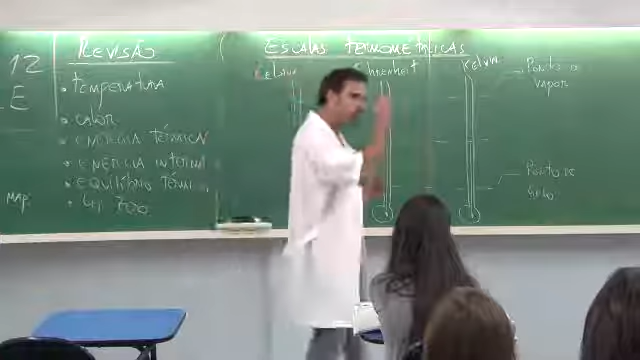 12
E
MAP
REVISÃO
• TEMPERATURA
• CALOR
• ENERGIA TÉRMICA
• ENERGIA INTERNA
• EQUILÍBRIO TÉRMICO
• LEI ZERO
ESCALAS TERMOMÉTRICAS
Celsius
Fahrenheit
Kelvin
Ponto de
Vapor
Ponto de
Gelo